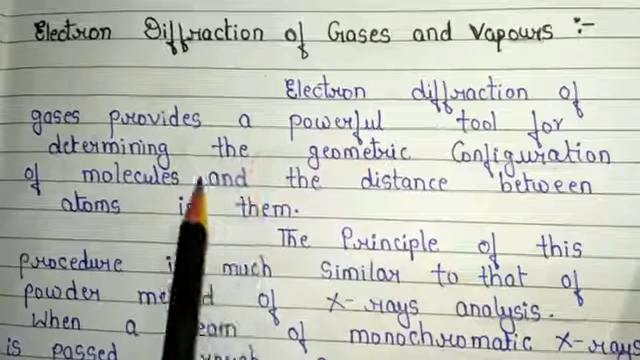 Electron Diffraction of Gases and Vapours :-
Electron diffraction of
gases provides a powerful tool for
determining the geometric Configuration
of molecules and the distance between
atoms them.
The Principle of this
procedure much similar to that of
powder of X-rays analysis.
When a of monochromatic X-rays
is passed